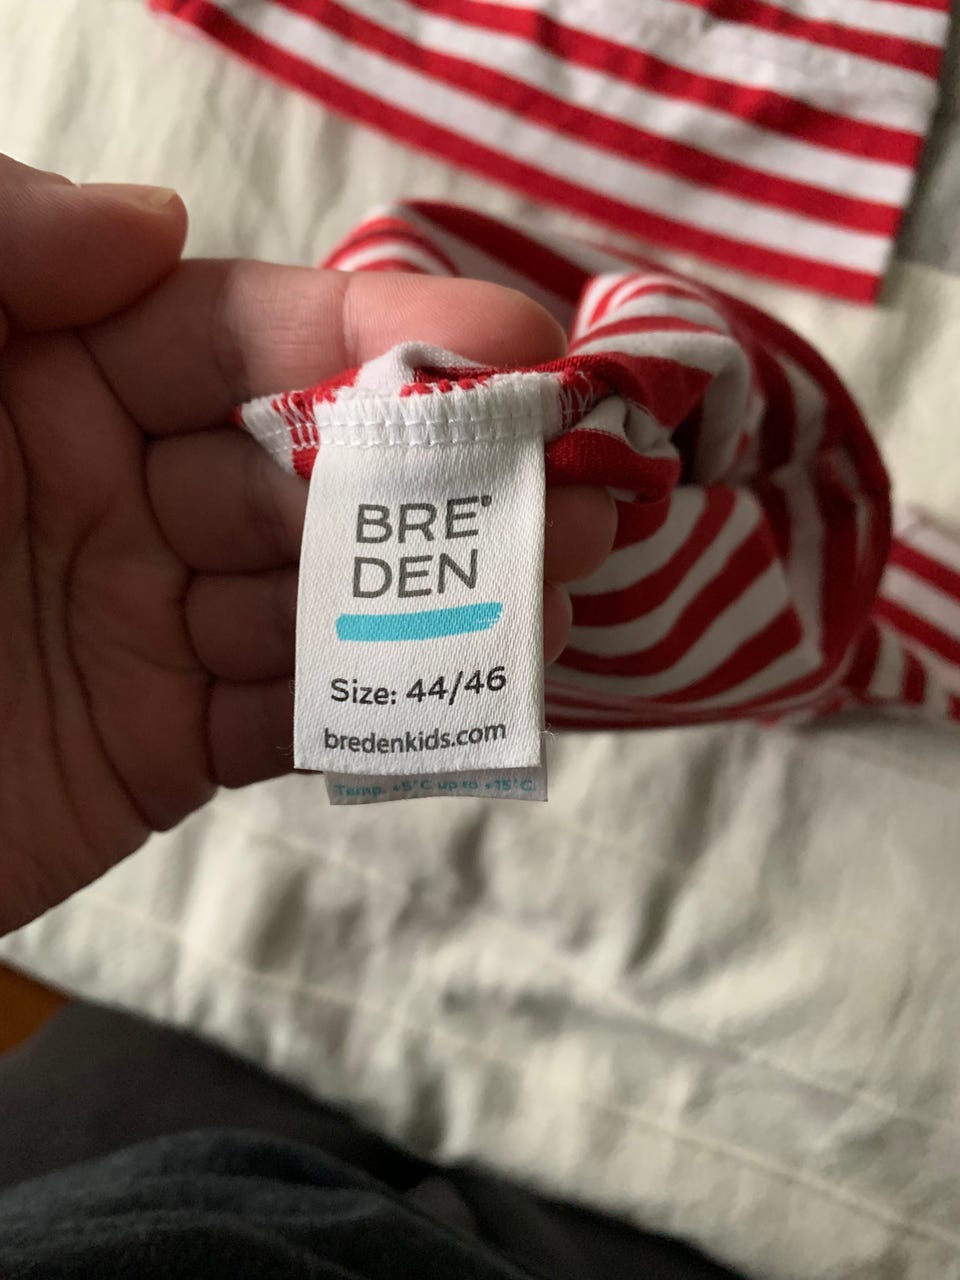 BRE
DEN
Size: 44/46
bredenkids.com
Temp. +5°C up to +15°C.